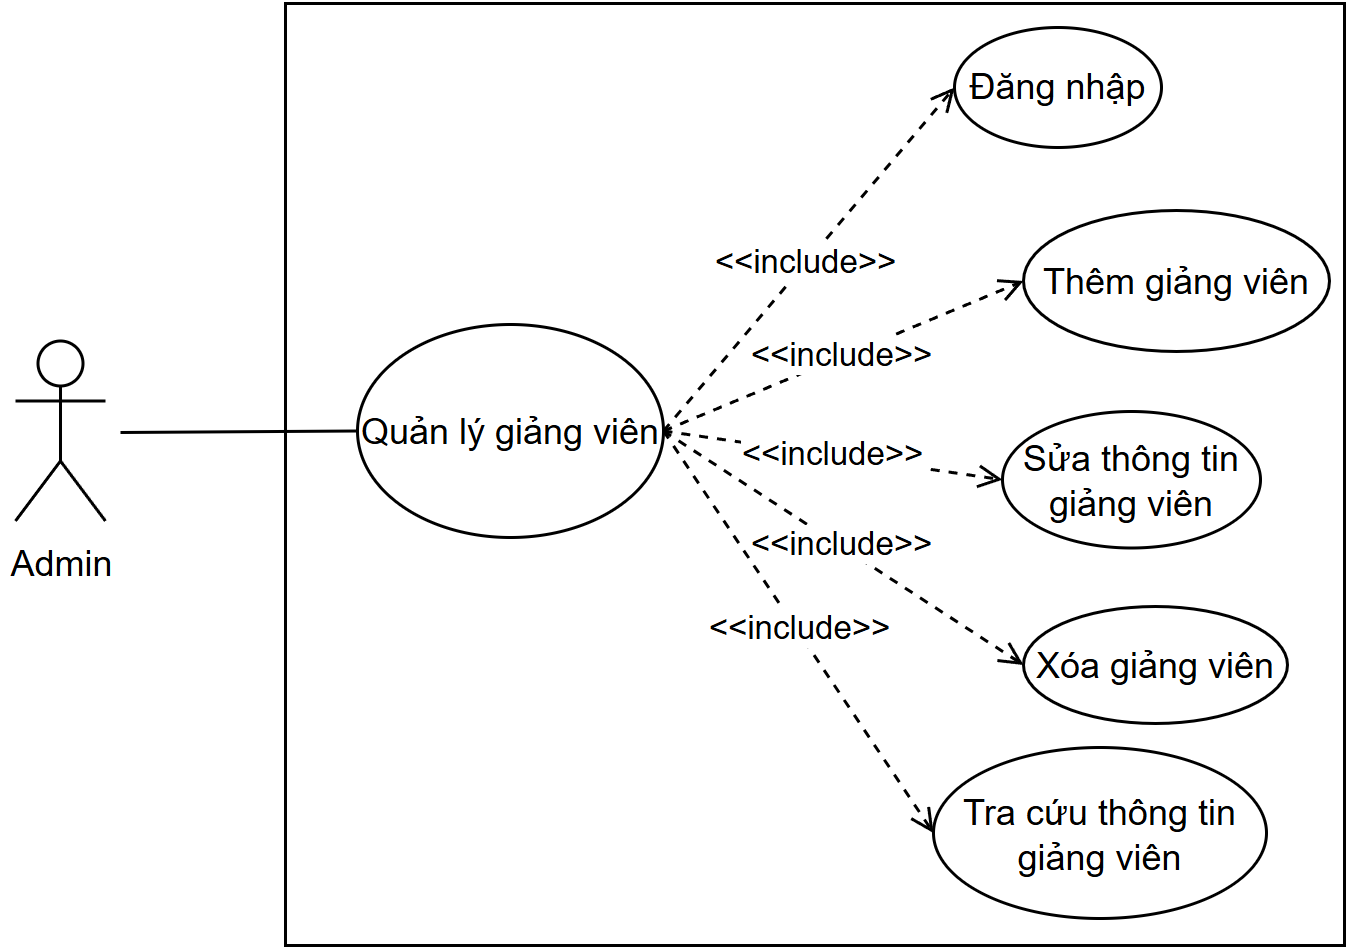 Đăng nhập
<<include>>
Thêm giảng viên
<<include>>
Quản lý giảng viên
<<include>>
Sửa thông tin
giảng viên
<<include>>
Admin
<<include>>
Xóa giảng viên
Tra cứu thông tin
giảng viên